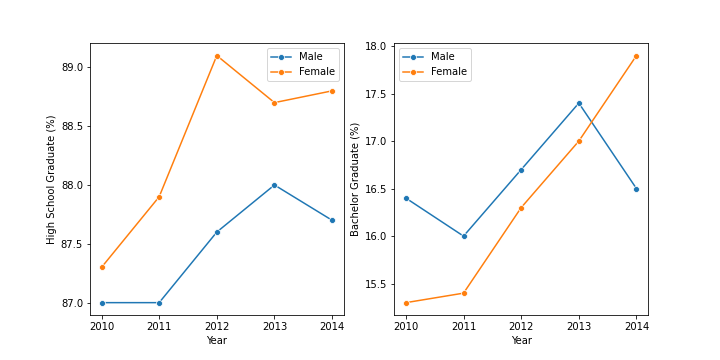 High School Graduate (%)
89.0
88.5
88.0
87.5
87.0
Male
Female
2010 2011 2012 2013 2014
Year
Bachelor Graduate (%)
18.0
17.5
17.0
16.5
16.0
15.5
Male
Female
2010 2011 2012 2013 2014
Year